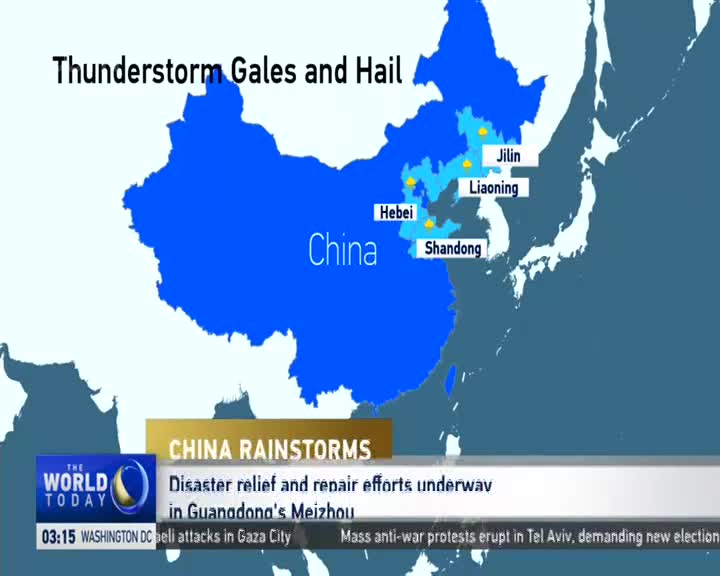 Thunderstorm Gales and Hail
Jilin
Liaoning
Hebei
Shandong
China
CHINA RAINSTORMS
Disaster relief and repair efforts underway
in Guangdong's Meizhou
THE
WORLD
TODAY
03:15 WASHINGTON DC
attacks in Gaza City Mass anti-war protests erupt in Tel Aviv, demanding new election